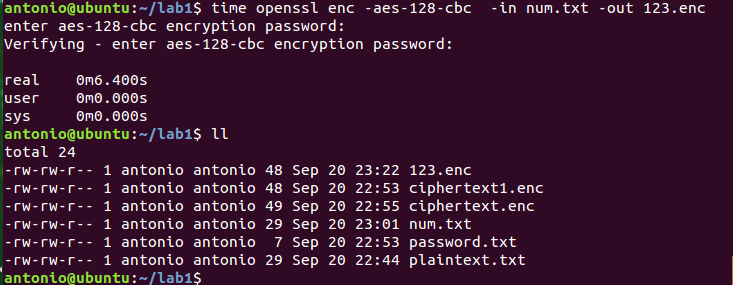 antonio@ubuntu:~/lab1$ time openssl enc -aes-128-cbc  -in num.txt -out 123.enc
enter aes-128-cbc encryption password:
Verifying - enter aes-128-cbc encryption password:

real    0m6.400s
user    0m0.000s
sys     0m0.000s
antonio@ubuntu:~/lab1$ ll
total 24
-rw-rw-r-- 1 antonio antonio 48 Sep 20 23:22 123.enc
-rw-rw-r-- 1 antonio antonio 48 Sep 20 22:53 ciphertext1.enc
-rw-rw-r-- 1 antonio antonio 49 Sep 20 22:55 ciphertext.enc
-rw-rw-r-- 1 antonio antonio 29 Sep 20 23:01 num.txt
-rw-rw-r-- 1 antonio antonio  7 Sep 20 22:53 password.txt
-rw-rw-r-- 1 antonio antonio 29 Sep 20 22:44 plaintext.txt
antonio@ubuntu:~/lab1$